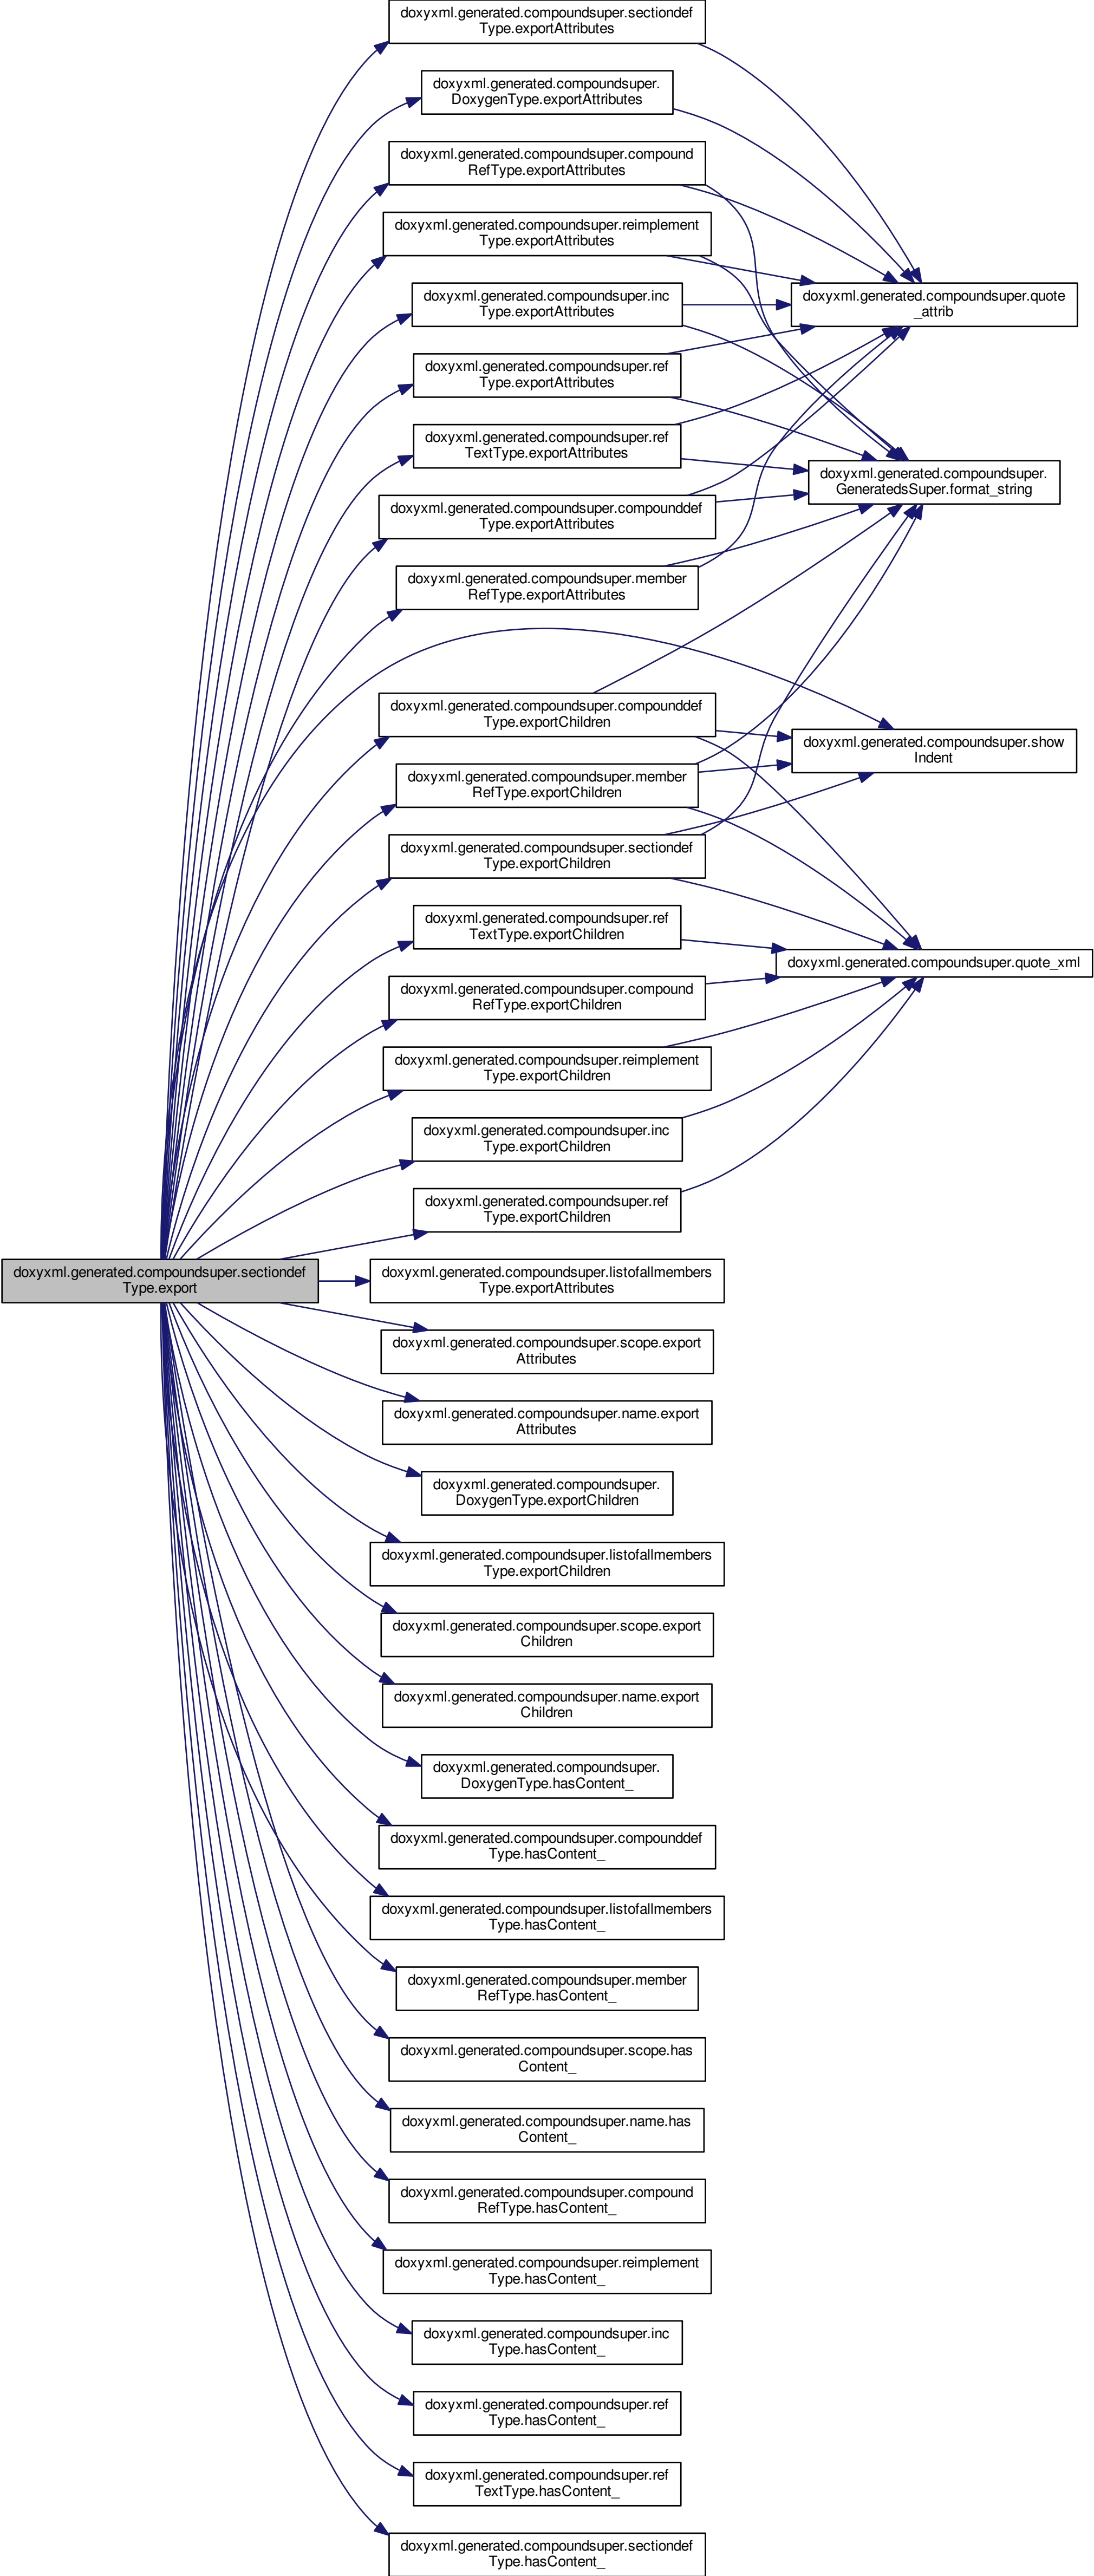 doxyxml.generated.compoundsuper.sectiondef
Type.exportAttributes
doxyxml.generated.compoundsuper.
DoxygenType.exportAttributes
doxyxml.generated.compoundsuper.compound
RefType.exportAttributes
doxyxml.generated.compoundsuper.reimplement
Type.exportAttributes
doxyxml.generated.compoundsuper.inc
Type.exportAttributes
doxyxml.generated.compoundsuper.quote
_attrib
doxyxml.generated.compoundsuper.ref
Type.exportAttributes
doxyxml.generated.compoundsuper.ref
TextType.exportAttributes
doxyxml.generated.compoundsuper.
GeneratedsSuper.format_string
doxyxml.generated.compoundsuper.compounddef
Type.exportAttributes
doxyxml.generated.compoundsuper.member
RefType.exportAttributes
doxyxml.generated.compoundsuper.compounddef
Type.exportChildren
doxyxml.generated.compoundsuper.show
Indent
doxyxml.generated.compoundsuper.member
RefType.exportChildren
doxyxml.generated.compoundsuper.sectiondef
Type.exportChildren
doxyxml.generated.compoundsuper.ref
TextType.exportChildren
doxyxml.generated.compoundsuper.quote_xml
doxyxml.generated.compoundsuper.compound
RefType.exportChildren
doxyxml.generated.compoundsuper.reimplement
Type.exportChildren
doxyxml.generated.compoundsuper.inc
Type.exportChildren
doxyxml.generated.compoundsuper.ref
Type.exportChildren
doxyxml.generated.compoundsuper.sectiondef
Type.export
doxyxml.generated.compoundsuper.listofallmembers
Type.exportAttributes
doxyxml.generated.compoundsuper.scope.export
Attributes
doxyxml.generated.compoundsuper.name.export
Attributes
doxyxml.generated.compoundsuper.
DoxygenType.exportChildren
doxyxml.generated.compoundsuper.listofallmembers
Type.exportChildren
doxyxml.generated.compoundsuper.scope.export
Children
doxyxml.generated.compoundsuper.name.export
Children
doxyxml.generated.compoundsuper.
DoxygenType.hasContent_
doxyxml.generated.compoundsuper.compounddef
Type.hasContent_
doxyxml.generated.compoundsuper.listofallmembers
Type.hasContent_
doxyxml.generated.compoundsuper.member
RefType.hasContent_
doxyxml.generated.compoundsuper.scope.has
Content_
doxyxml.generated.compoundsuper.name.has
Content_
doxyxml.generated.compoundsuper.compound
RefType.hasContent_
doxyxml.generated.compoundsuper.reimplement
Type.hasContent_
doxyxml.generated.compoundsuper.inc
Type.hasContent_
doxyxml.generated.compoundsuper.ref
Type.hasContent_
doxyxml.generated.compoundsuper.ref
TextType.hasContent_
doxyxml.generated.compoundsuper.sectiondef
Type.hasContent_